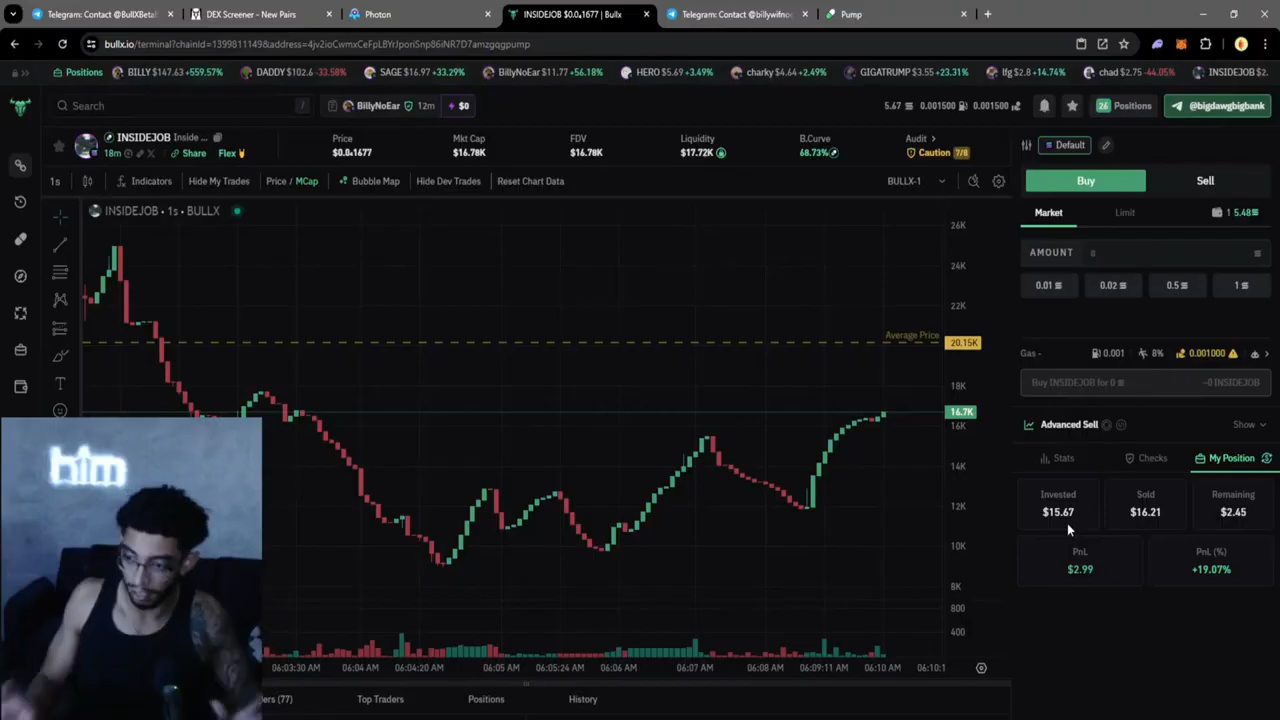 Telegram: Contact @BullXBetaB
DEX Screener - New Pairs
Photon
INSIDEJOB $0.0₄1677 | Bullx
Telegram: Contact @billywifnoe
Pump
bullx.io/terminal?chainId=1399811149&address=4jv2ioCwmxCeFpLBYrJporiSnp86iNR7D7amzgqgpump
Positions
BILLY $147.63 +559.57%
DADDY $102.6 -33.58%
SAGE $16.97 +33.29%
BillyNoEar $11.77 +56.18%
HERO $5.69 +3.49%
charky $4.64 +2.49%
GIGATRUMP $3.55 +23.31%
lfg $2.8 +14.74%
chad $2.75 -44.05%
INSIDEJOB $2.
Search /
BillyNoEar 12m $0
5.67 0.001500 0.001500
26 Positions
@bigdawgbigbank
INSIDEJOB Inside ...
18m Share Flex
Price
$0.0₄1677
Mkt Cap
$16.78K
FDV
$16.78K
Liquidity
$17.72K
B.Curve
68.73%
Audit
Caution 7/8
Default
1s Indicators Hide My Trades Price / MCap Bubble Map Hide Dev Trades Reset Chart Data BULLX-1
Buy Sell
INSIDEJOB · 1s · BULLX
Market Limit 1 5.48
AMOUNT 0
0.01 0.02 0.5 1
26K
24K
22K
Average Price 20.15K
18K
16.7K
16K
14K
12K
10K
8K
800
400
Gas - 0.001 8% 0.001000
Buy INSIDEJOB for 0 ~0 INSIDEJOB
Advanced Sell Show
Stats Checks My Position
Invested
$15.67
Sold
$16.21
Remaining
$2.45
PnL
$2.99
PnL (%)
+19.07%
blm
06:03:30 AM 06:04 AM 06:04:20 AM 06:05 AM 06:05:24 AM 06:06 AM 06:07 AM 06:08 AM 06:09:11 AM 06:10 AM 06:10:1
ers (77) Top Traders Positions History